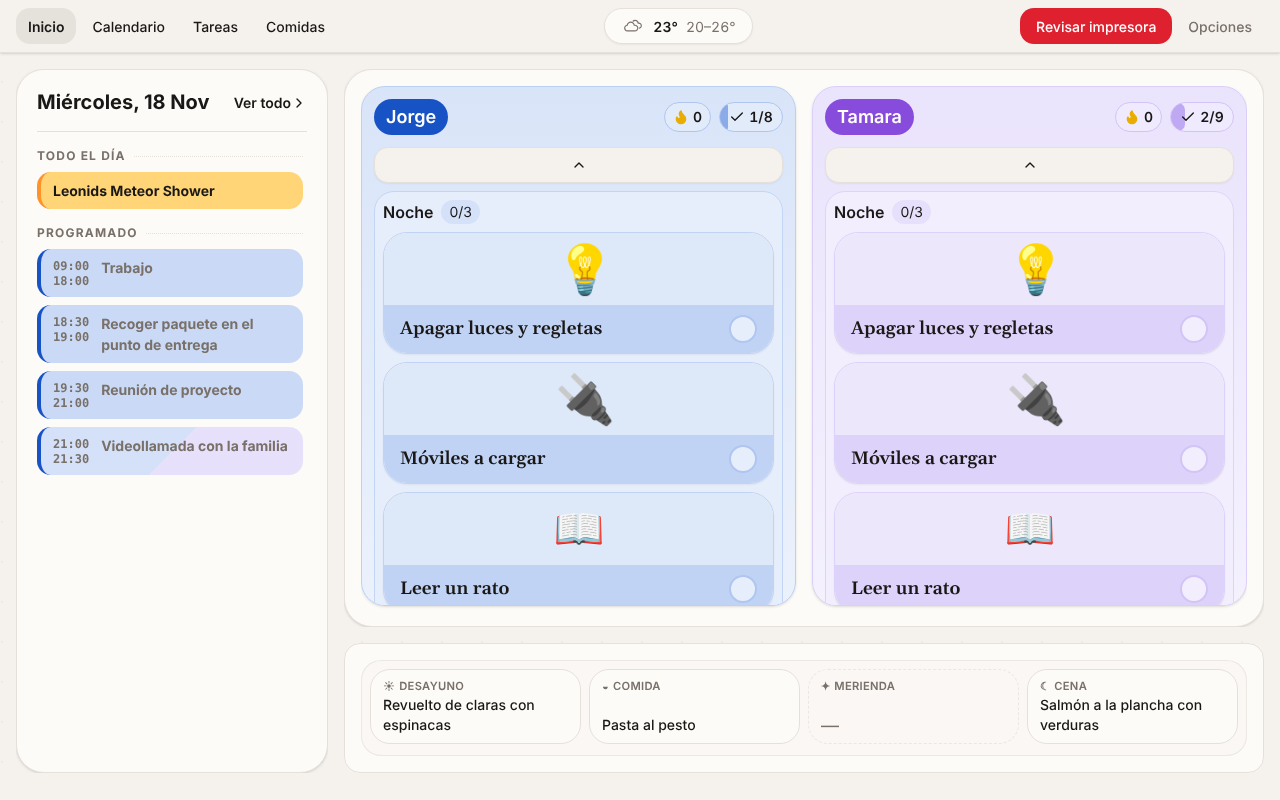 Inicio Calendario Tareas Comidas 23° 20–26° Revisar impresora Opciones
Miércoles, 18 Nov Ver todo
TODO EL DÍA
Leonids Meteor Shower
PROGRAMADO
09:00 Trabajo
18:00
18:30 Recoger paquete en el
19:00 punto de entrega
19:30 Reunión de proyecto
21:00
21:00 Videollamada con la familia
21:30
Jorge 0 1/8
Noche 0/3
Apagar luces y regletas
Móviles a cargar
Leer un rato
Tamara 0 2/9
Noche 0/3
Apagar luces y regletas
Móviles a cargar
Leer un rato
DESAYUNO
Revuelto de claras con
espinacas
COMIDA
Pasta al pesto
MERIENDA
—
CENA
Salmón a la plancha con
verduras